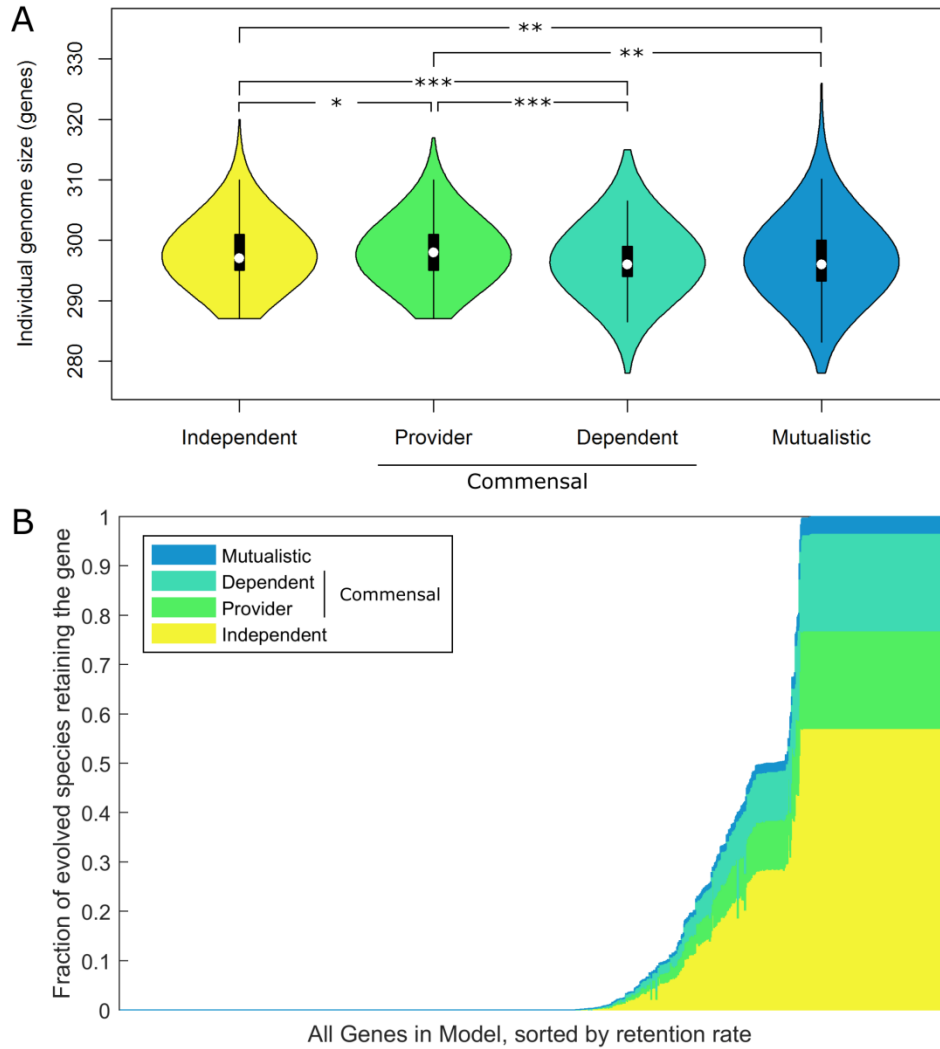 A
Individual genome size (genes)
330
320
310
300
290
280
**
**
***
* ***
Independent Provider Dependent Mutualistic
Commensal
B
Fraction of evolved species retaining the gene
1
0.9
0.8
0.7
0.6
0.5
0.4
0.3
0.2
0.1
0
Mutualistic
Dependent
Provider
Commensal
Independent
All Genes in Model, sorted by retention rate